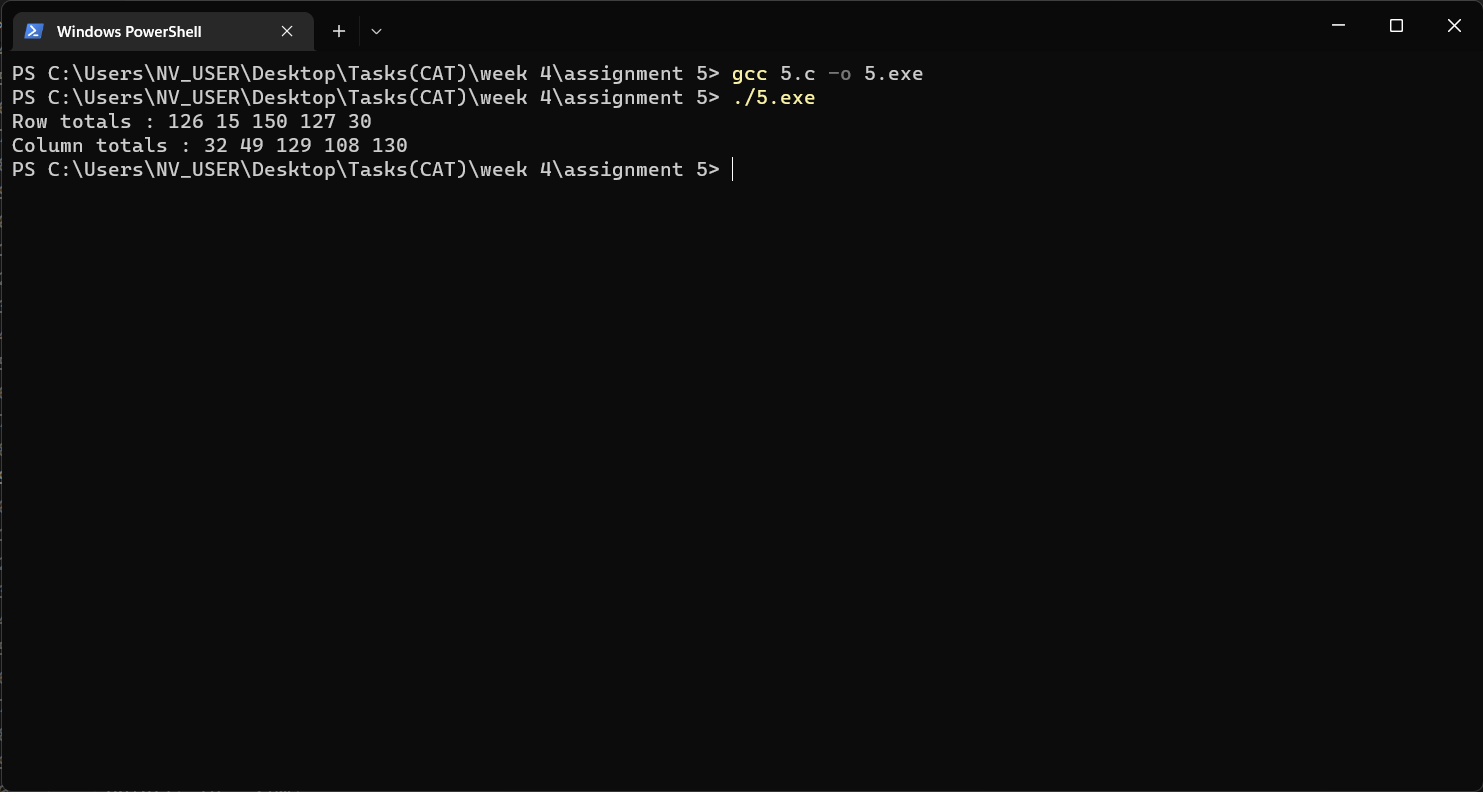 Windows PowerShell
PS C:\Users\NV_USER\Desktop\Tasks(CAT)\week 4\assignment 5> gcc 5.c -o 5.exe
PS C:\Users\NV_USER\Desktop\Tasks(CAT)\week 4\assignment 5> ./5.exe
Row totals : 126 15 150 127 30
Column totals : 32 49 129 108 130
PS C:\Users\NV_USER\Desktop\Tasks(CAT)\week 4\assignment 5>